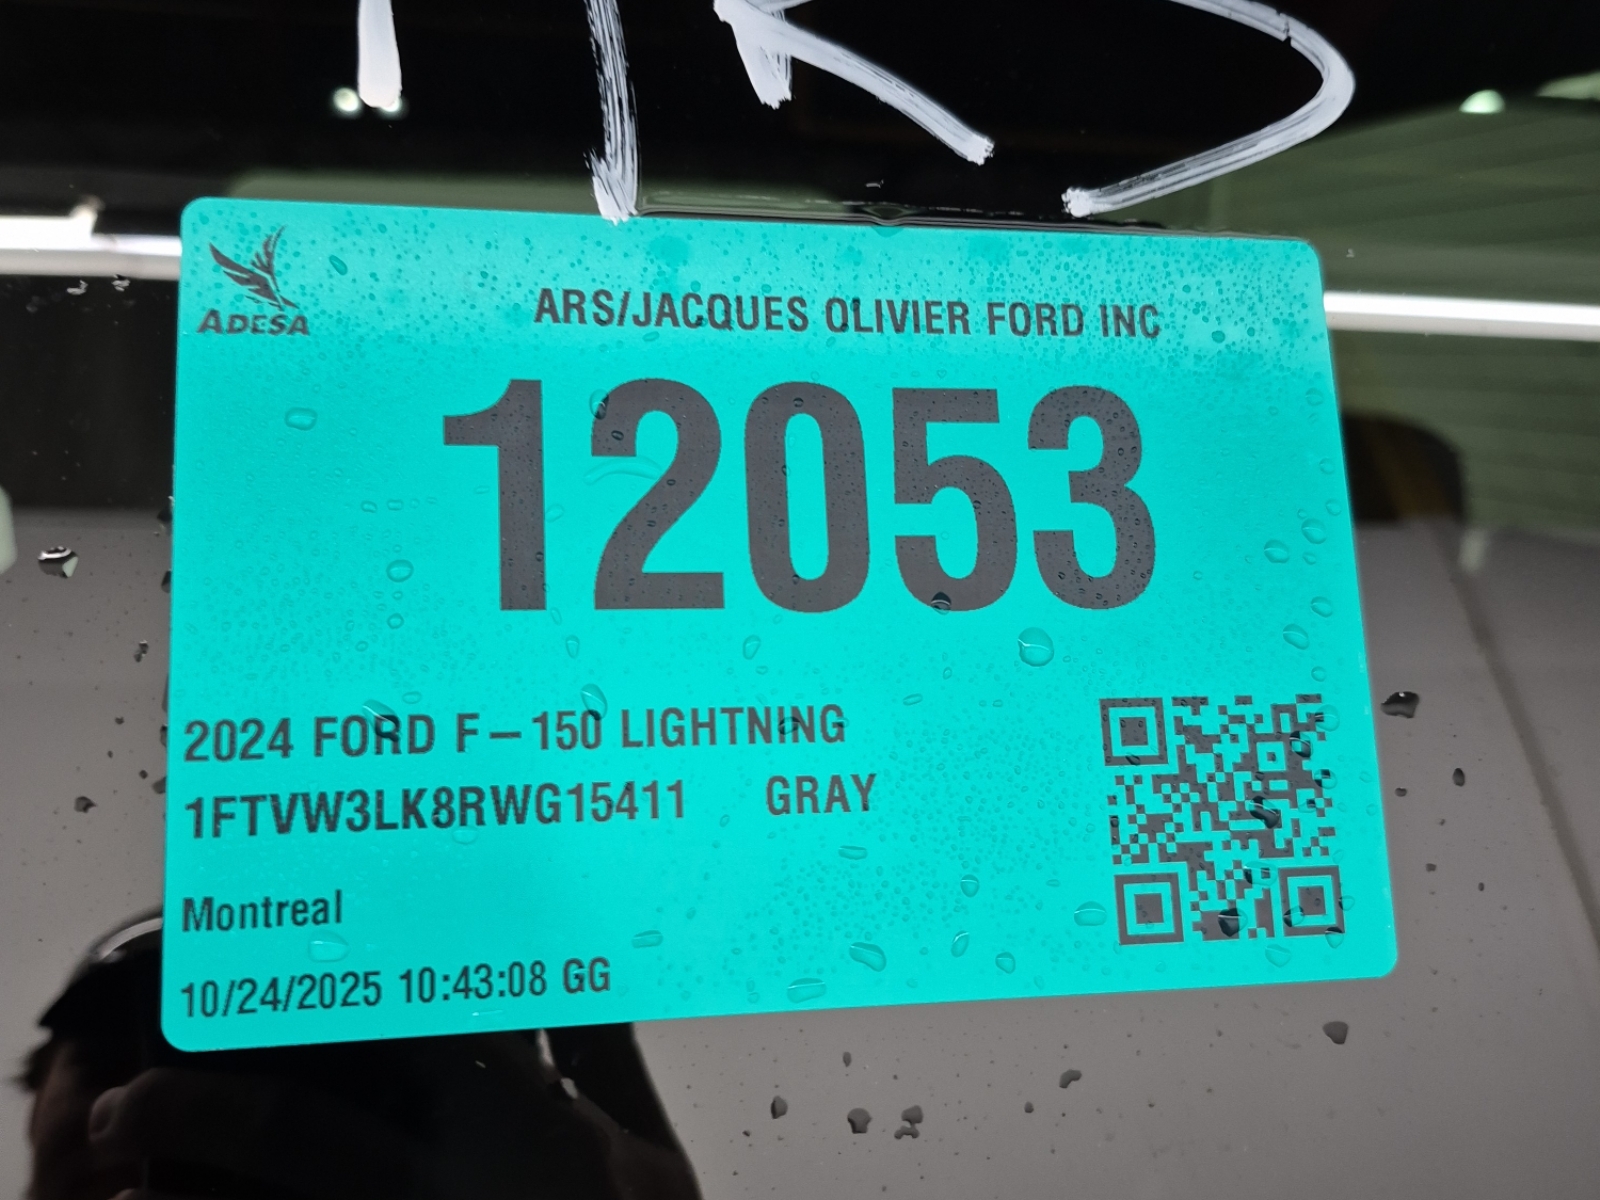 ADESA
ARS/JACQUES OLIVIER FORD INC
12053
2024 FORD F-150 LIGHTNING
1FTVW3LK8RWG15411 GRAY
Montreal
10/24/2025 10:43:08 GG